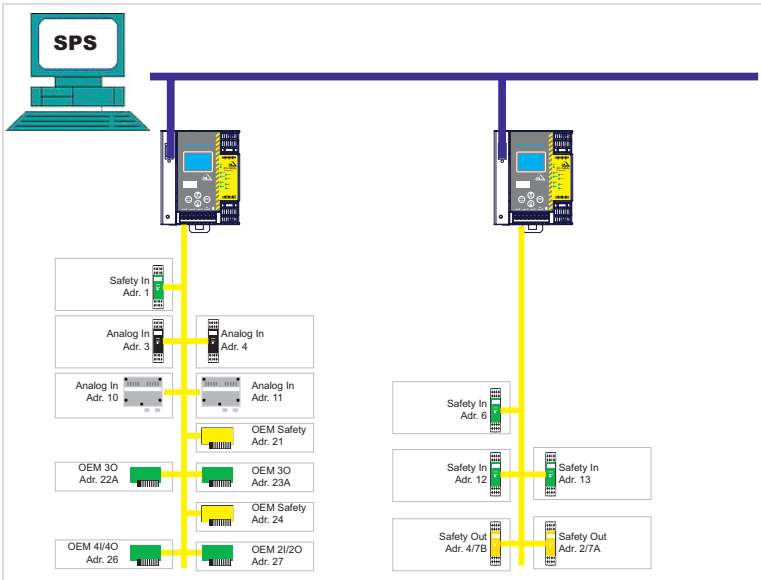 SPS
Safety In
Adr. 1
Analog In
Adr. 3
Analog In
Adr. 4
Analog In
Adr. 10
Analog In
Adr. 11
OEM Safety
Adr. 21
OEM 3O
Adr. 22A
OEM 3O
Adr. 23A
OEM Safety
Adr. 24
OEM 4I/4O
Adr. 26
OEM 2I/2O
Adr. 27
Safety In
Adr. 6
Safety In
Adr. 12
Safety In
Adr. 13
Safety Out
Adr. 4/7B
Safety Out
Adr. 2/7A